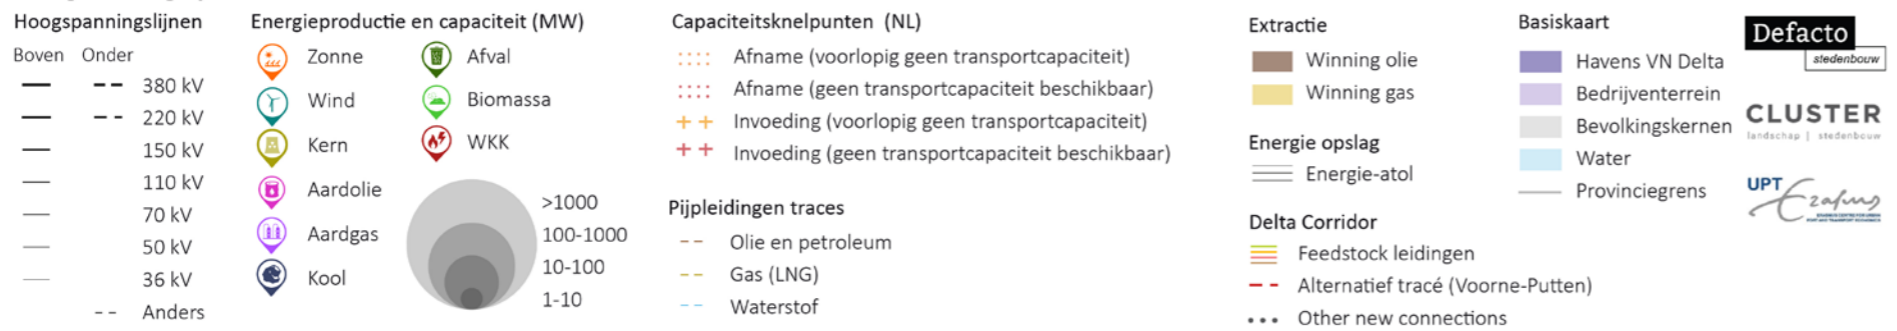 Hoogspanningslijnen
Boven Onder
380 kV
220 kV
150 kV
110 kV
70 kV
50 kV
36 kV
Anders
Energieproductie en capaciteit (MW)
Zonne
Wind
Kern
Aardolie
Aardgas
Kool
Afval
Biomassa
WKK
>1000
100-1000
10-100
1-10
Capaciteitsknelpunten (NL)
Afname (voorlopig geen transportcapaciteit)
Afname (geen transportcapaciteit beschikbaar)
Invoeding (voorlopig geen transportcapaciteit)
Invoeding (geen transportcapaciteit beschikbaar)
Pijpleidingen traces
Olie en petroleum
Gas (LNG)
Waterstof
Extractie
Winning olie
Winning gas
Energie opslag
Energie-atol
Delta Corridor
Feedstock leidingen
Alternatief tracé (Voorne-Putten)
Other new connections
Basiskaart
Havens VN Delta
Bedrijventerrein
Bevolkingskernen
Water
Provinciegrens
Defacto
stedenbouw
CLUSTER
landschap | stedenbouw
UPT
Erasmus